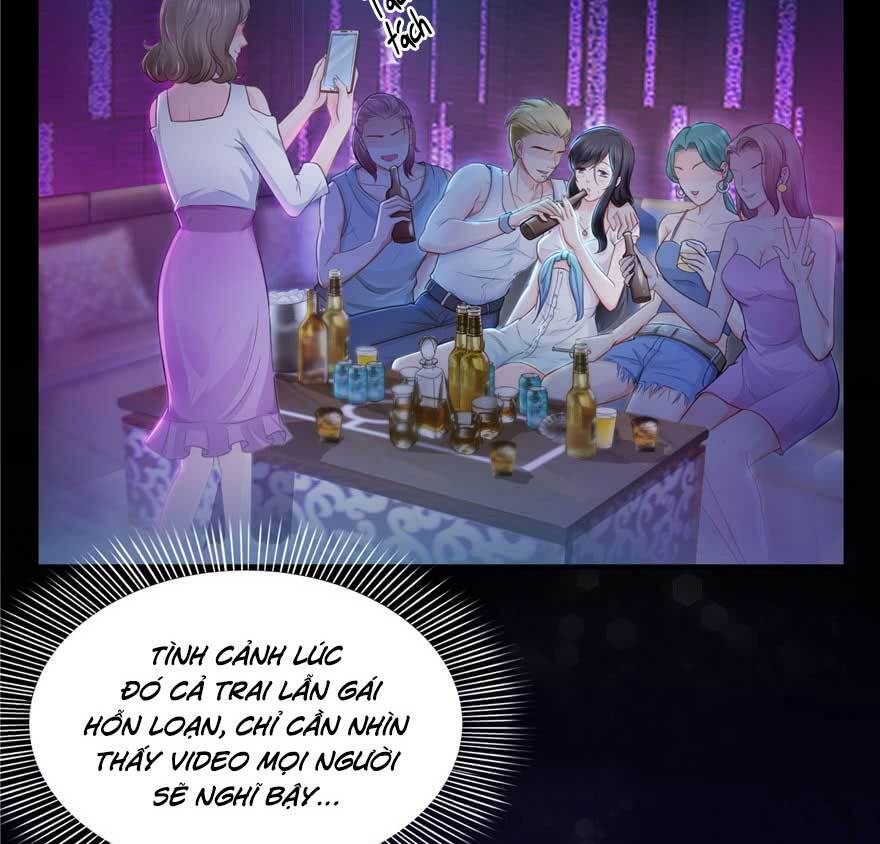 tách
TÌNH CẢNH LÚC
ĐÓ CẢ TRAI LẪN GÁI
HỖN LOẠN, CHỈ CẦN NHÌN
THẤY VIDEO MỌI NGƯỜI
SẼ NGHĨ BẬY...